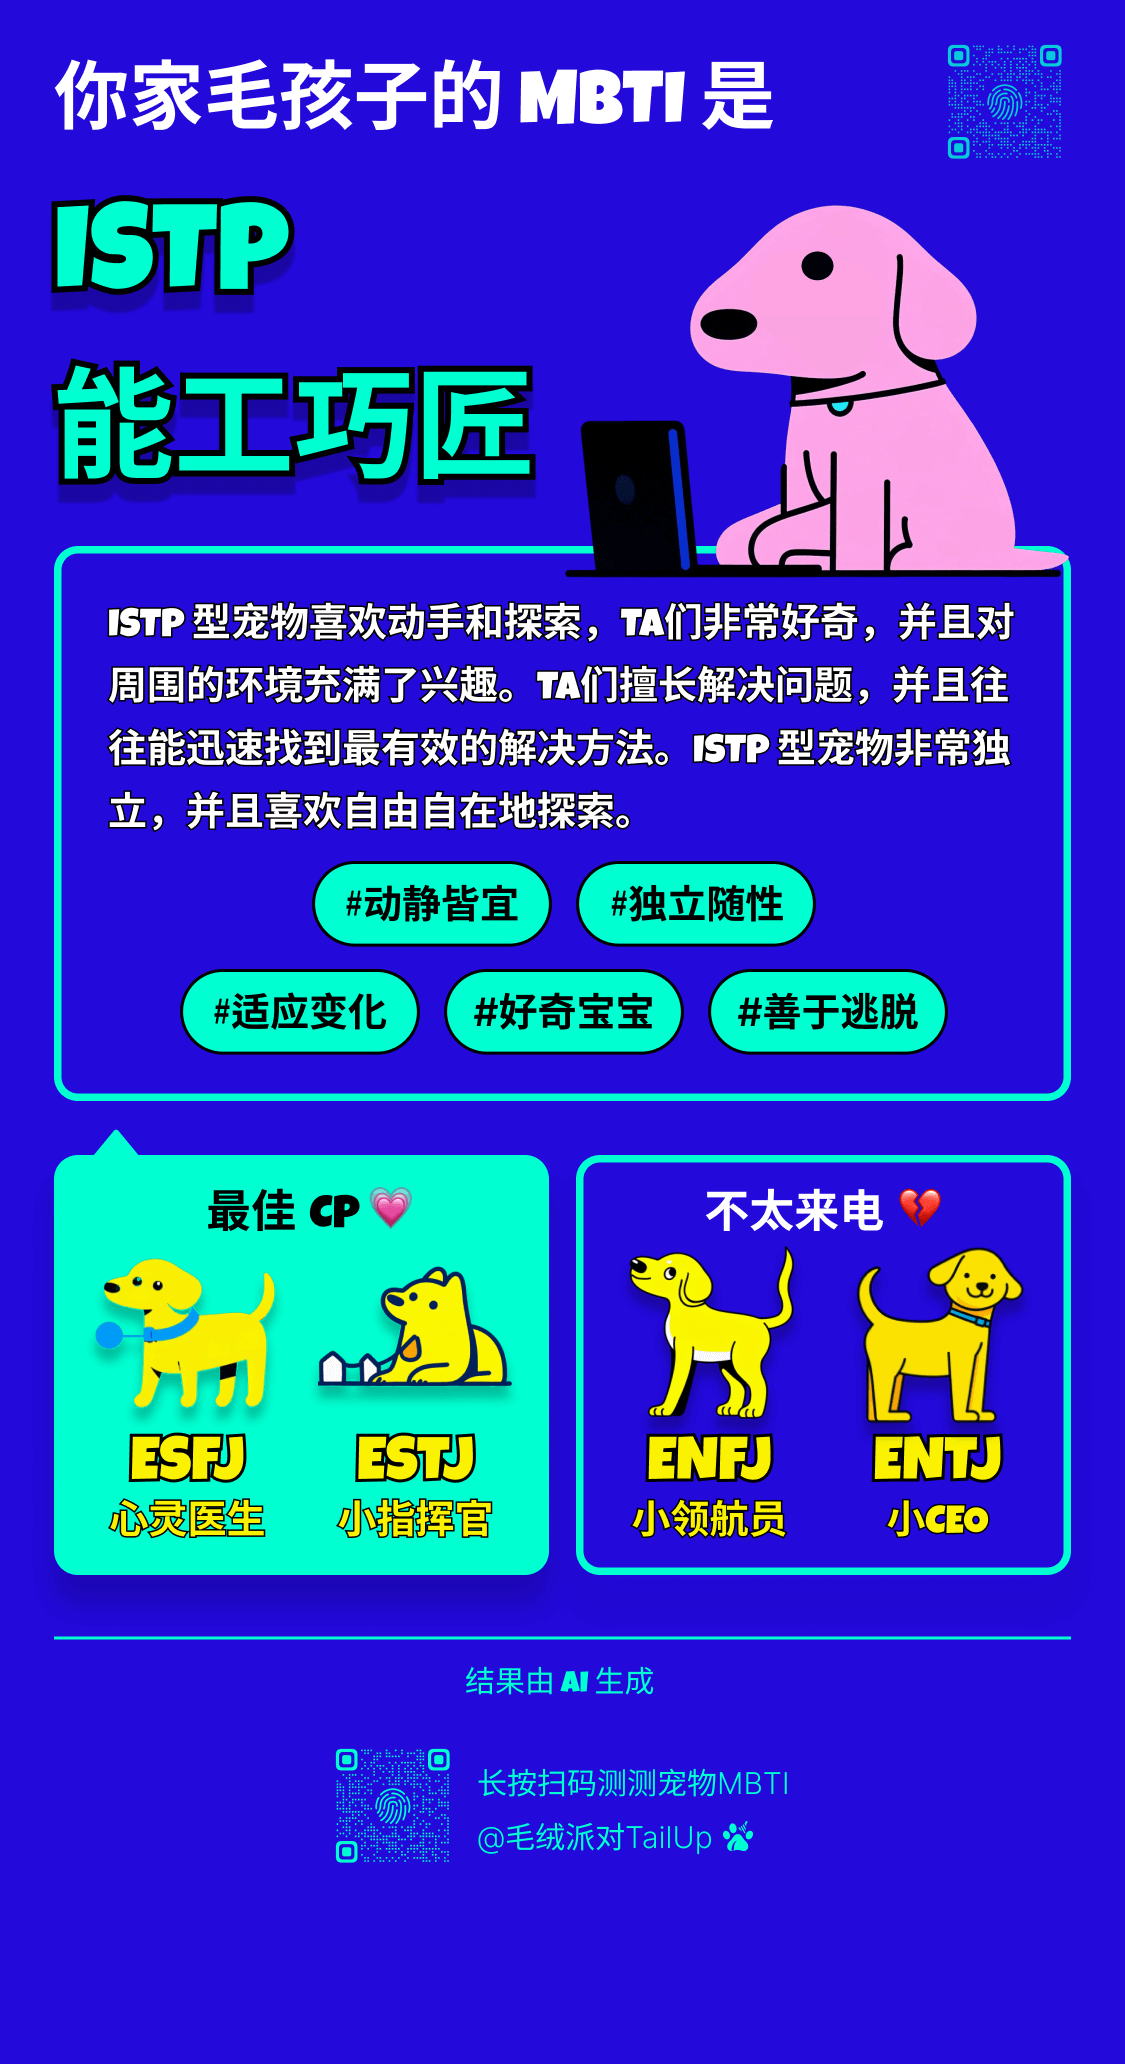 你家毛孩子的 MBTI 是
ISTP
能工巧匠
ISTP 型宠物喜欢动手和探索，TA们非常好奇，并且对
周围的环境充满了兴趣。TA们擅长解决问题，并且往
往能迅速找到最有效的解决方法。ISTP 型宠物非常独
立，并且喜欢自由自在地探索。
#动静皆宜 #独立随性
#适应变化 #好奇宝宝 #善于逃脱
最佳 CP
ESFJ ESTJ
心灵医生 小指挥官
不太来电
ENFJ ENTJ
小领航员 小CEO
结果由 AI 生成
长按扫码测测宠物MBTI
@毛绒派对TailUp